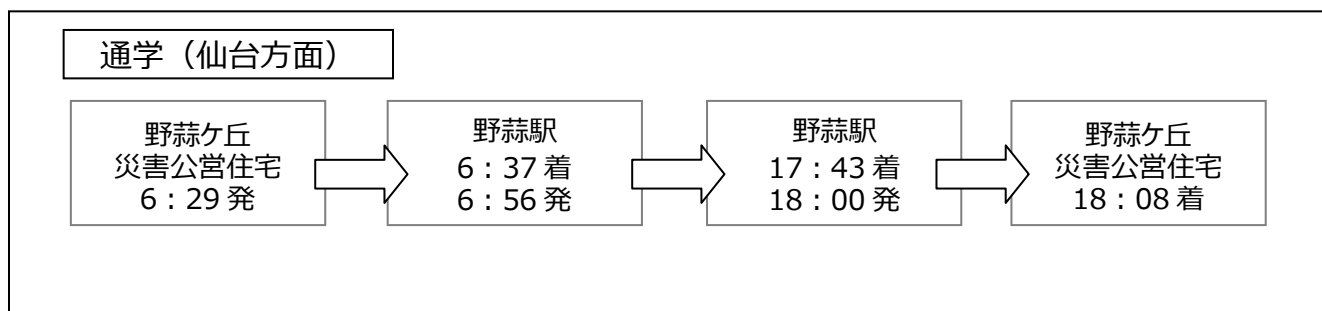 通学（仙台方面）
野蒜ケ丘
災害公営住宅
6：29 発
野蒜駅
6：37 着
6：56 発
野蒜駅
17：43 着
18：00 発
野蒜ケ丘
災害公営住宅
18：08 着